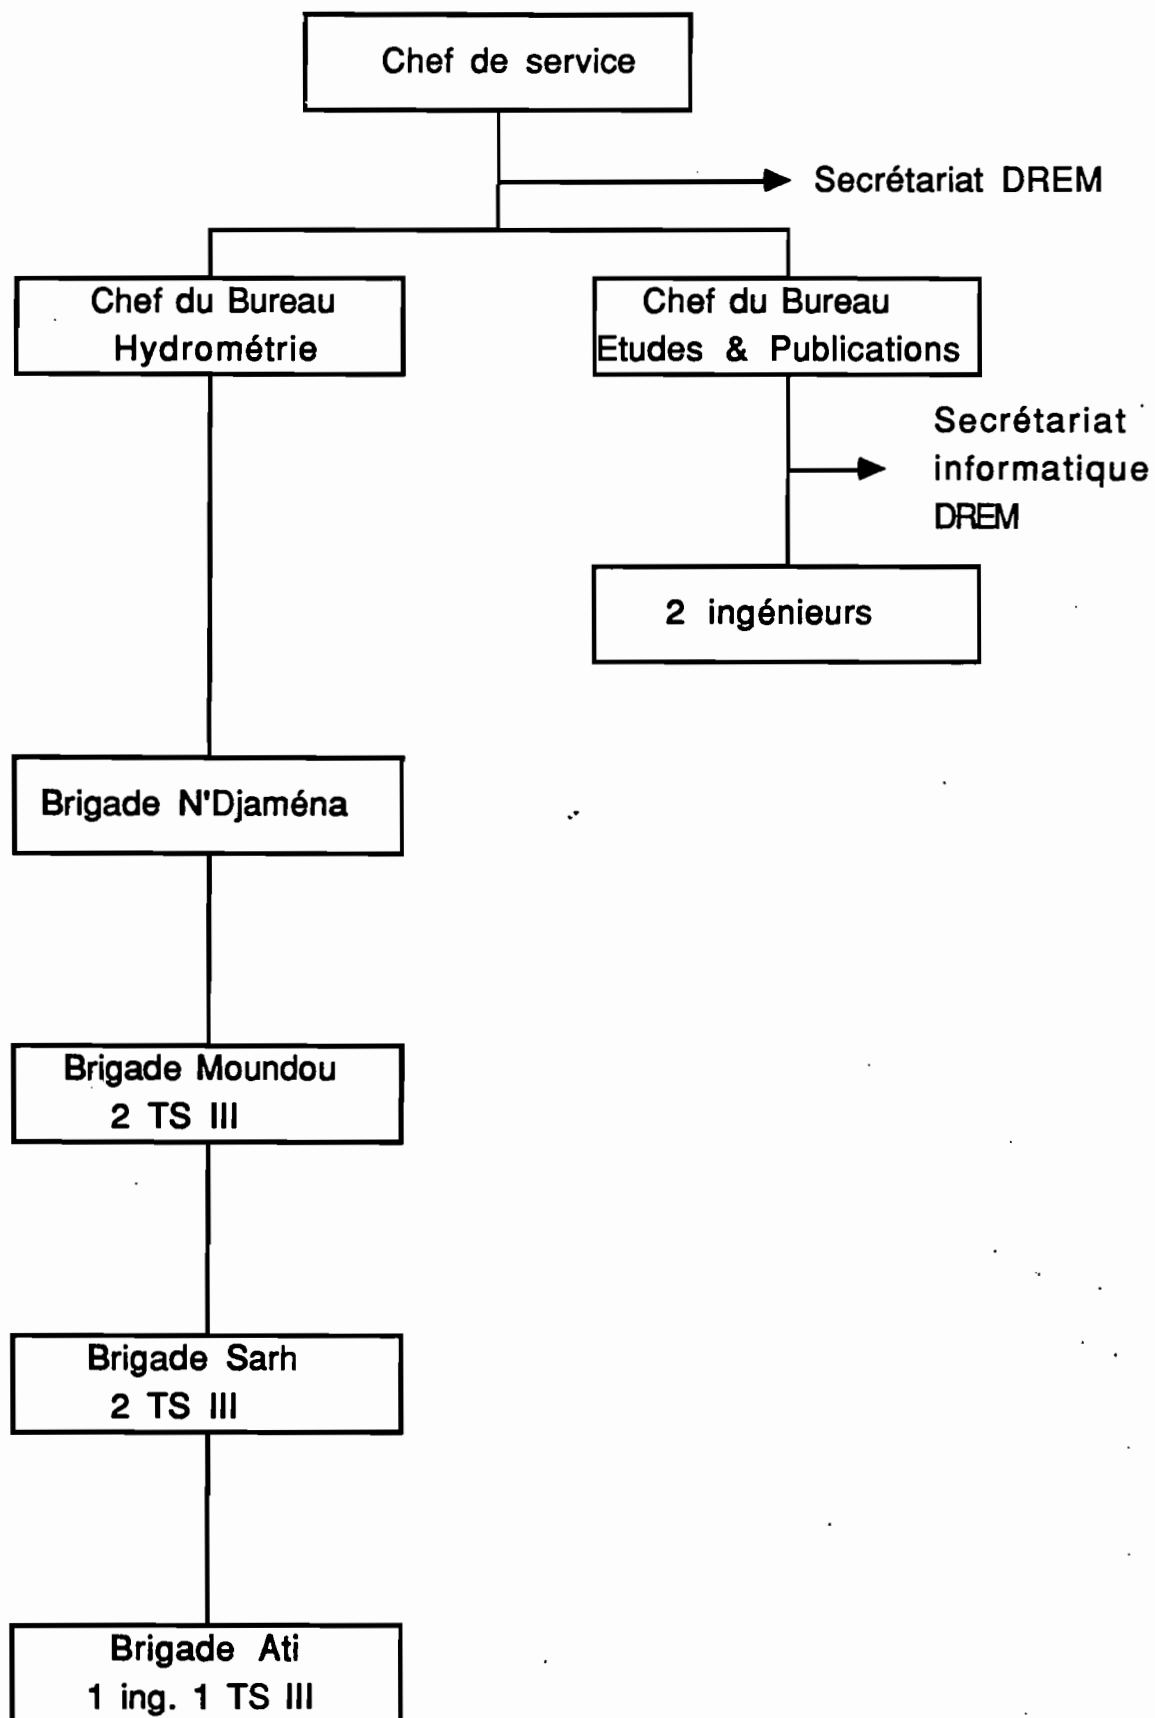 Chef de service
Secrétariat DREM
Chef du Bureau
Hydrométrie
Chef du Bureau
Etudes & Publications
Secrétariat
informatique
DREM
2 ingénieurs
Brigade N'Djaména
Brigade Moundou
2 TS III
Brigade Sarh
2 TS III
Brigade Ati
1 ing. 1 TS III